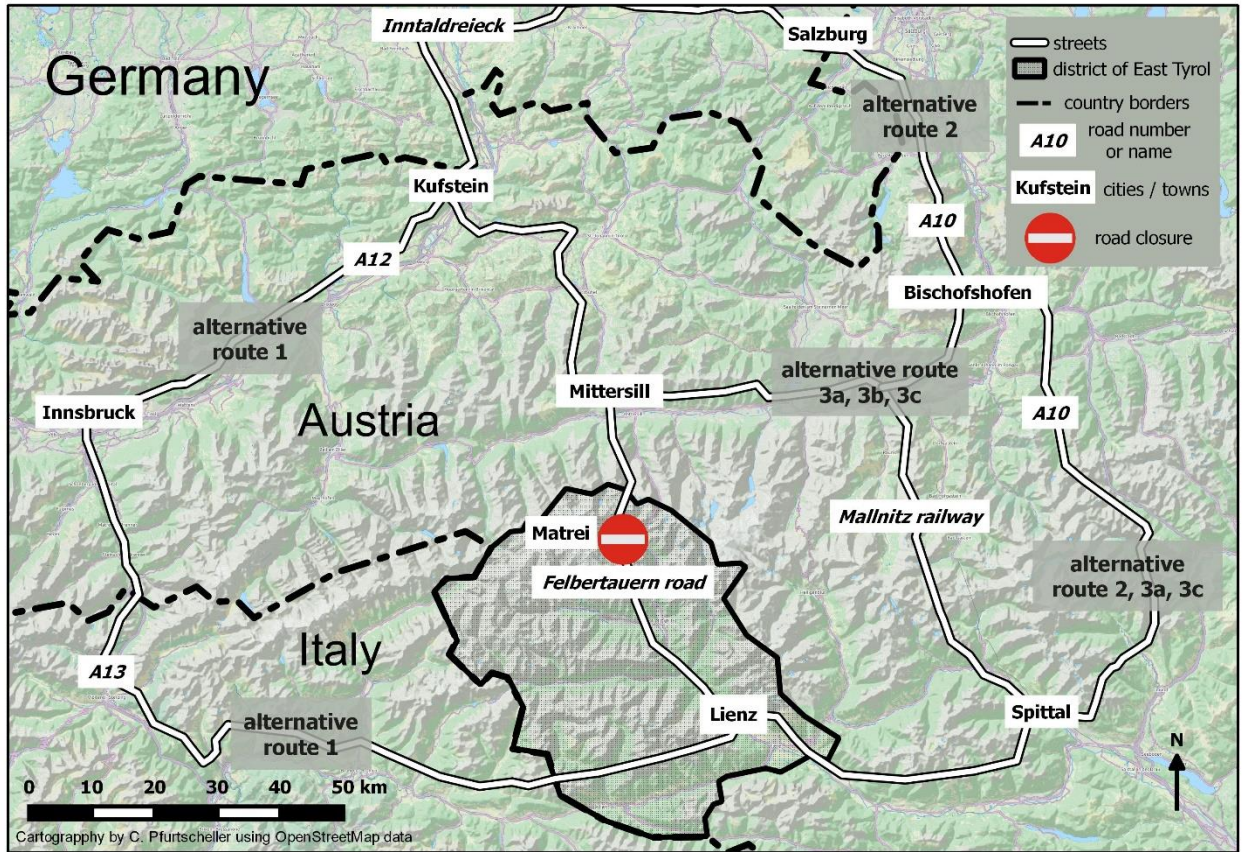 Inntaldreieck
Salzburg
Germany
alternative
route 2
streets
district of East Tyrol
country borders
A10
road number
or name
Kufstein
cities / towns
road closure
Kufstein
A12
A10
Bischofshofen
alternative
route 1
alternative route
3a, 3b, 3c
Mittersill
Innsbruck
Austria
A10
Mallnitz railway
Matrei
Felbertauern road
alternative
route 2, 3a, 3c
Italy
A13
alternative
route 1
Lienz
Spittal
N
0 10 20 30 40 50 km
Cartograpphy by C. Pfurtscheller using OpenStreetMap data